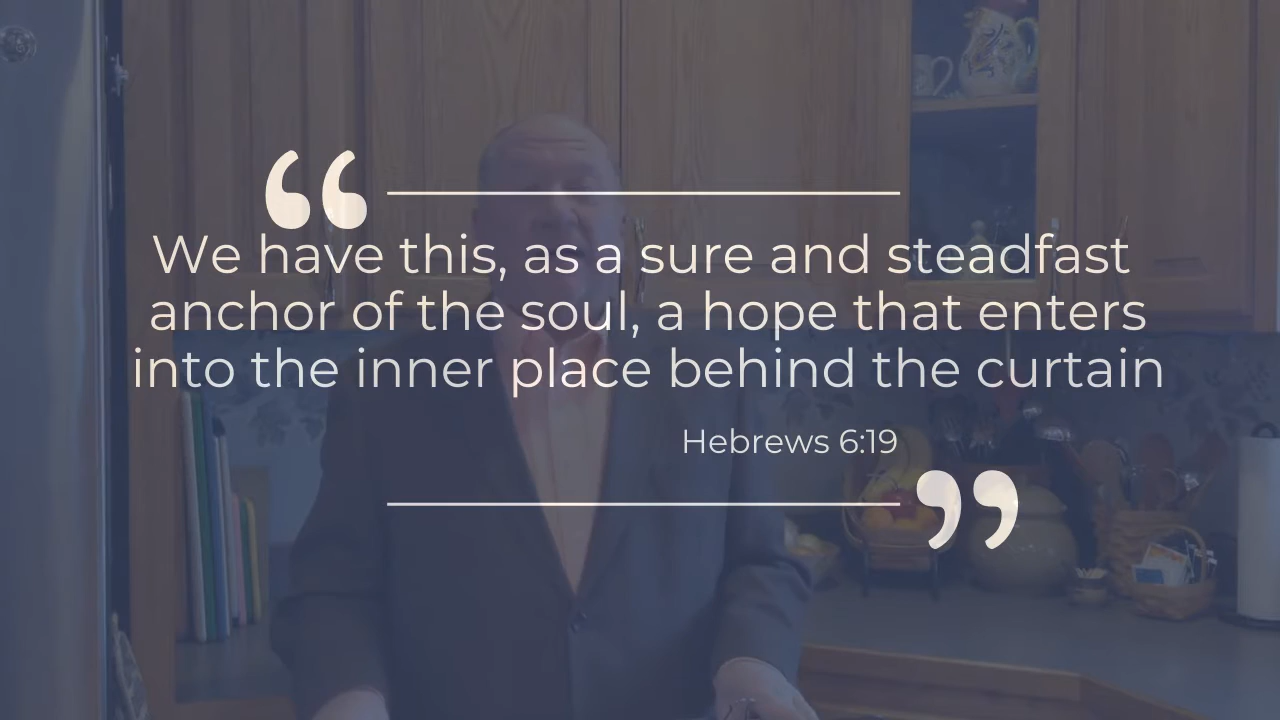 “
We have this, as a sure and steadfast
anchor of the soul, a hope that enters
into the inner place behind the curtain
Hebrews 6:19
”